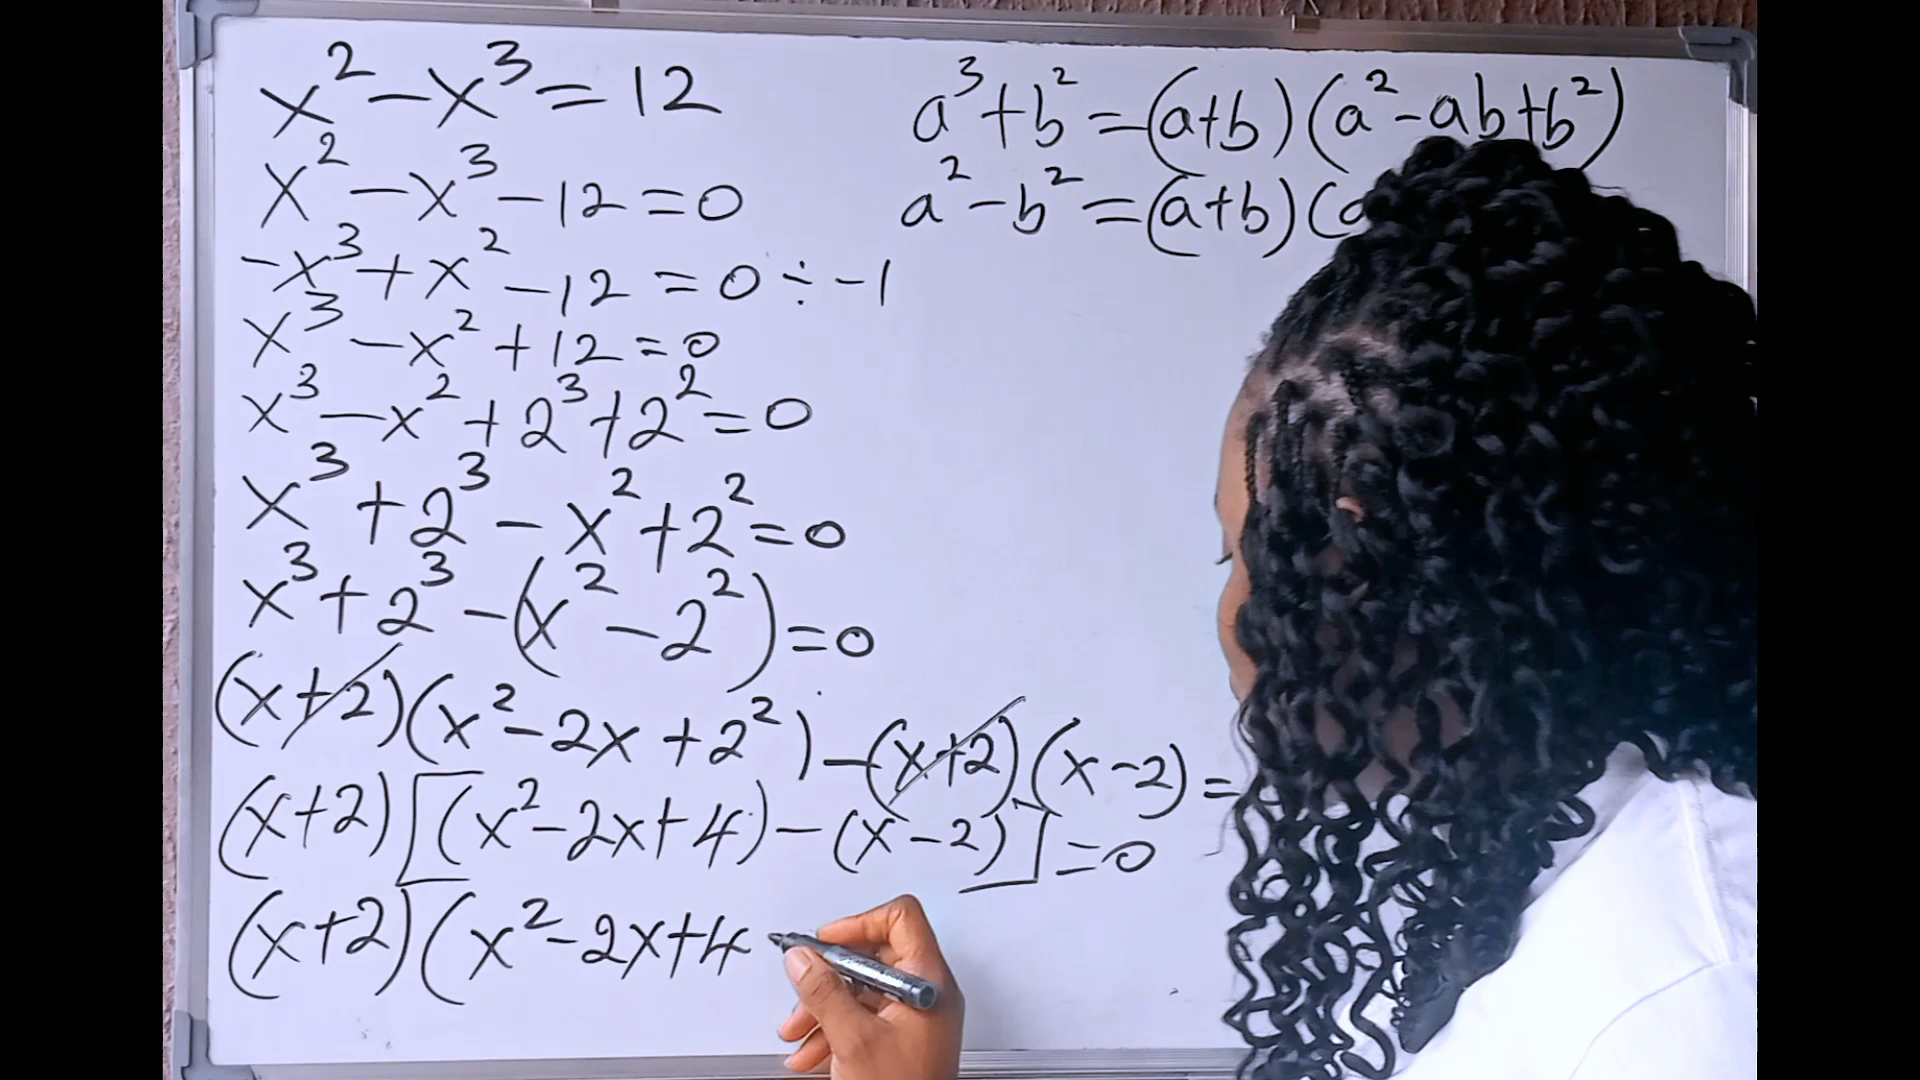 x² - x³ = 12
x² - x³ - 12 = 0
-x³ + x² - 12 = 0 ÷ -1
x³ - x² + 12 = 0
x³ - x² + 2³ + 2² = 0
x³ + 2³ - x² + 2² = 0
x³ + 2³ - (x² - 2²) = 0
(x+2)(x² - 2x + 2²) - (x+2)(x-2) =
(x+2)[(x² - 2x + 4) - (x-2)] = 0
(x+2)(x² - 2x + 4
a³ + b² = (a+b)(a² - ab + b²)
a² - b² = (a+b)(